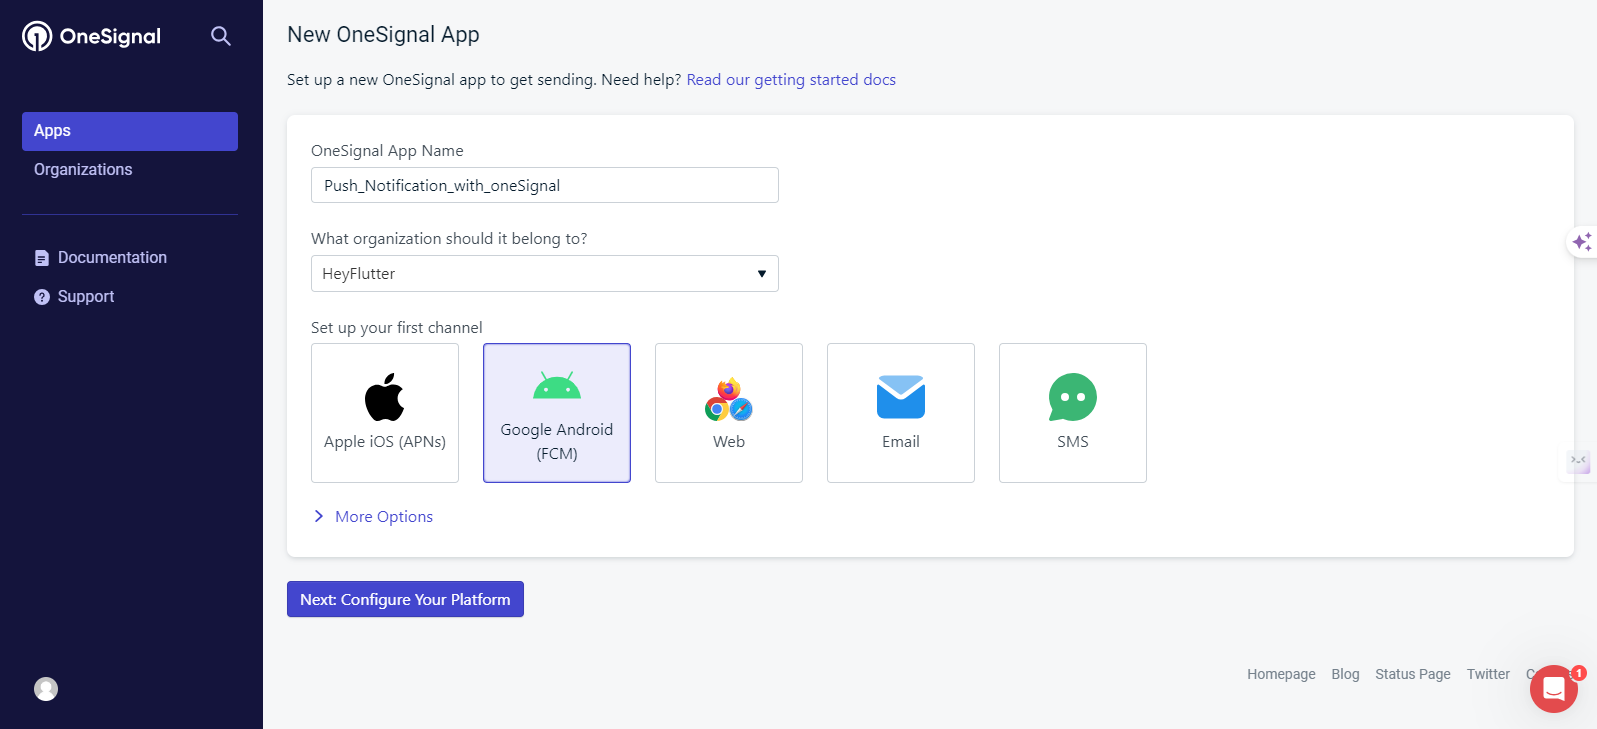 OneSignal
Apps
Organizations
Documentation
Support
New OneSignal App
Set up a new OneSignal app to get sending. Need help? Read our getting started docs
OneSignal App Name
Push_Notification_with_oneSignal
What organization should it belong to?
HeyFlutter
Set up your first channel
Apple iOS (APNs)
Google Android
(FCM)
Web
Email
SMS
More Options
Next: Configure Your Platform
Homepage Blog Status Page Twitter
1